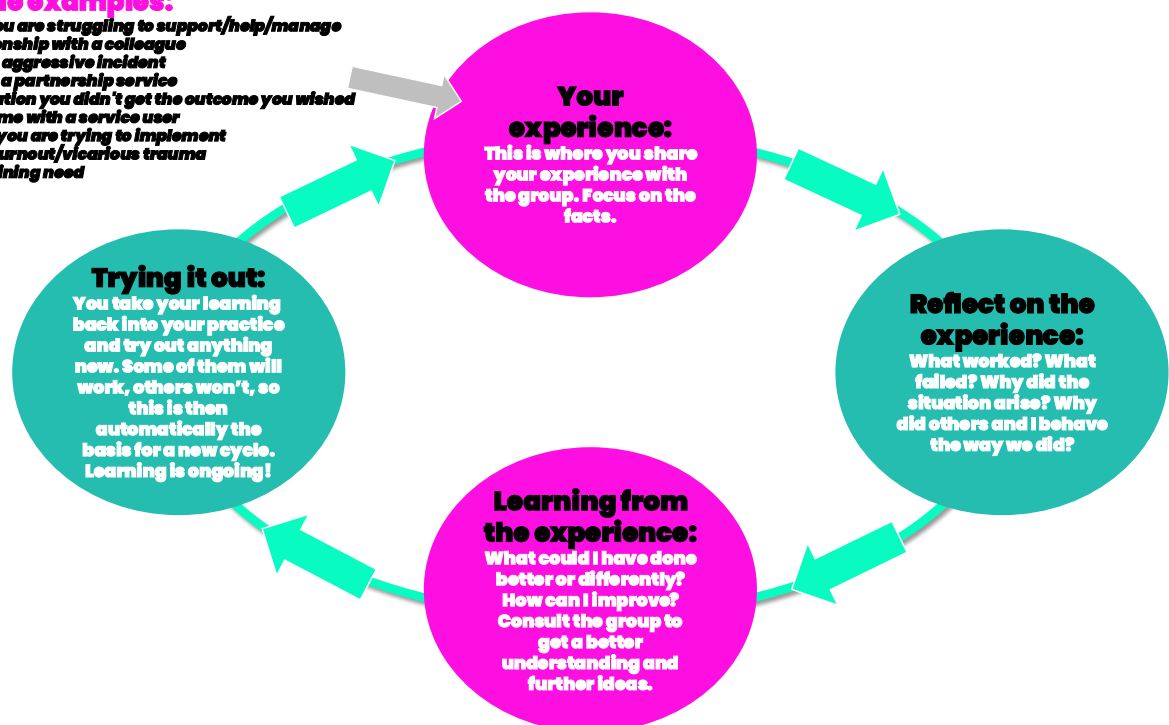 examples:
you are struggling to support/help/manage
with a colleague
aggressive incident
a partnership service
you didn't get the outcome you wished
with a service user
you are trying to implement
burnout/vicarious trauma
need
Your
experience:
This is where you share
your experience with
the group. Focus on the
facts.
Reflect on the
experience:
What worked? What
failed? Why did the
situation arise? Why
did others and I behave
the way we did?
Learning from
the experience:
What could I have done
better or differently?
How can I improve?
Consult the group to
get a better
understanding and
further ideas.
Trying it out:
You take your learning
back into your practice
and try out anything
new. Some of them will
work, others won't, so
this is then
automatically the
basis for a new cycle.
Learning is ongoing!